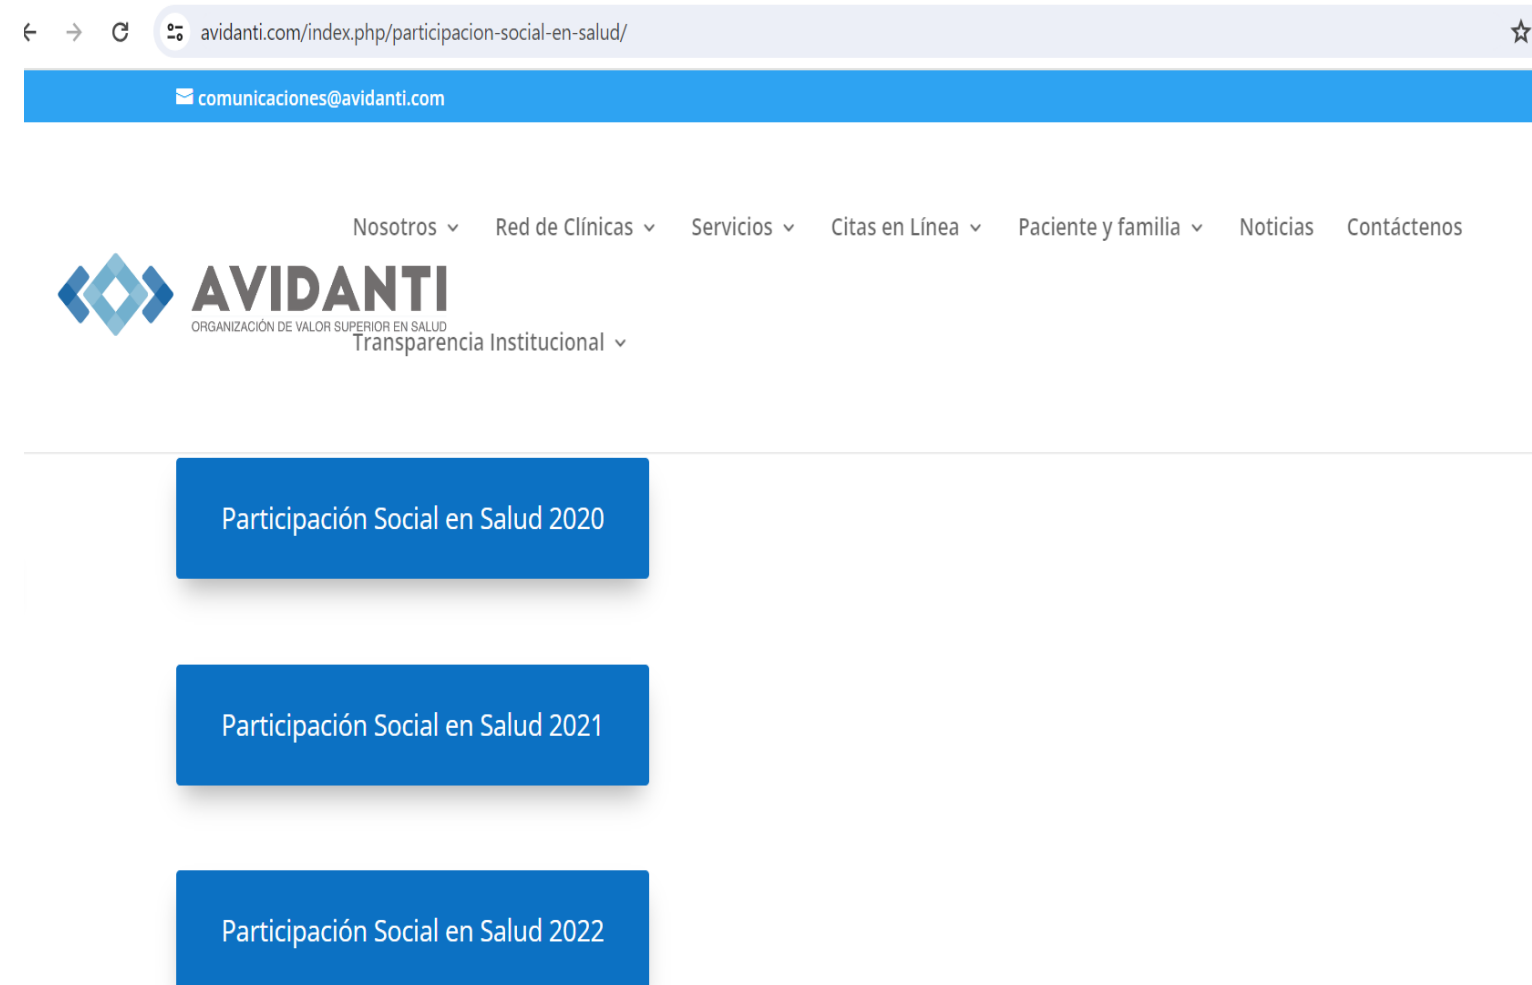 avidanti.com/index.php/participacion-social-en-salud/
comunicaciones@avidanti.com
Nosotros Red de Clínicas Servicios Citas en Línea Paciente y familia Noticias Contáctenos
AVIDANTI
ORGANIZACIÓN DE VALOR SUPERIOR EN SALUD
Transparencia Institucional
Participación Social en Salud 2020
Participación Social en Salud 2021
Participación Social en Salud 2022